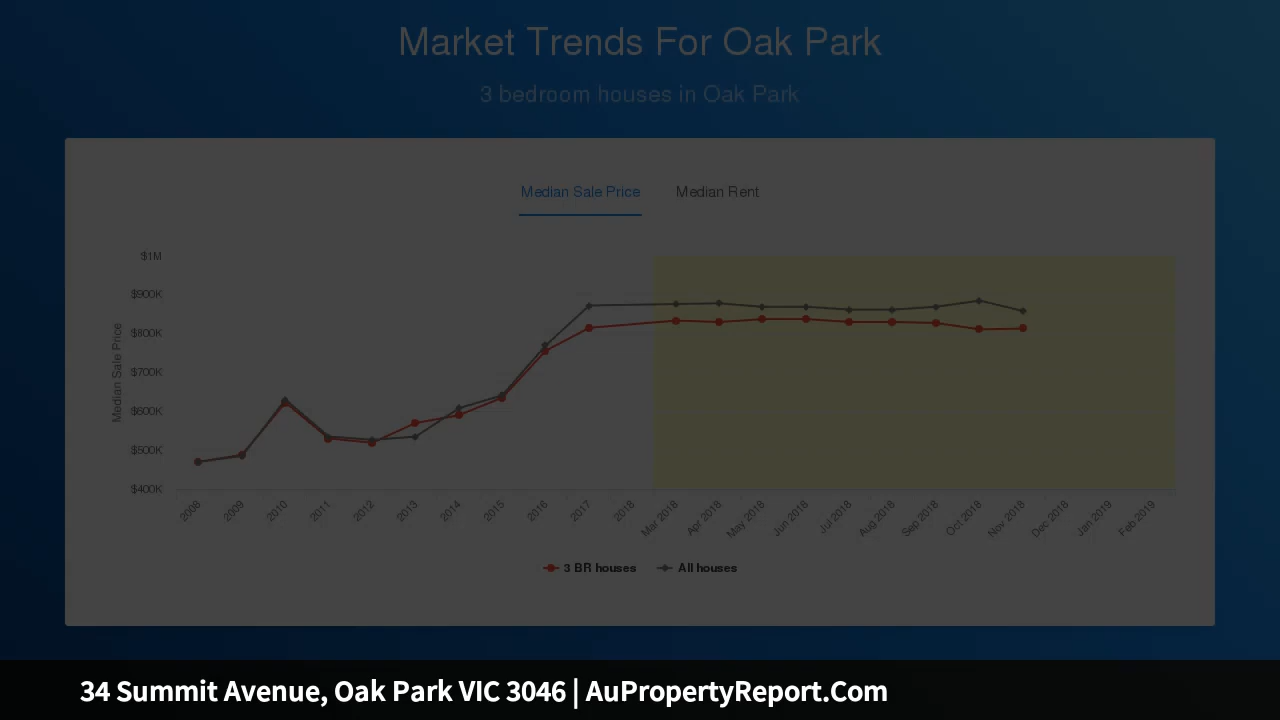 Market Trends For Oak Park
3 bedroom houses in Oak Park
Median Sale Price Median Rent
$1M
$900K
$800K
$700K
$600K
$500K
$400K
Median Sale Price
2008 2009 2010 2011 2012 2013 2014 2015 2016 2017 2018 Mar 2018 Apr 2018 May 2018 Jun 2018 Jul 2018 Aug 2018 Sep 2018 Oct 2018 Nov 2018 Dec 2018 Jan 2019 Feb 2019
3 BR houses All houses
34 Summit Avenue, Oak Park VIC 3046 | AuPropertyReport.Com